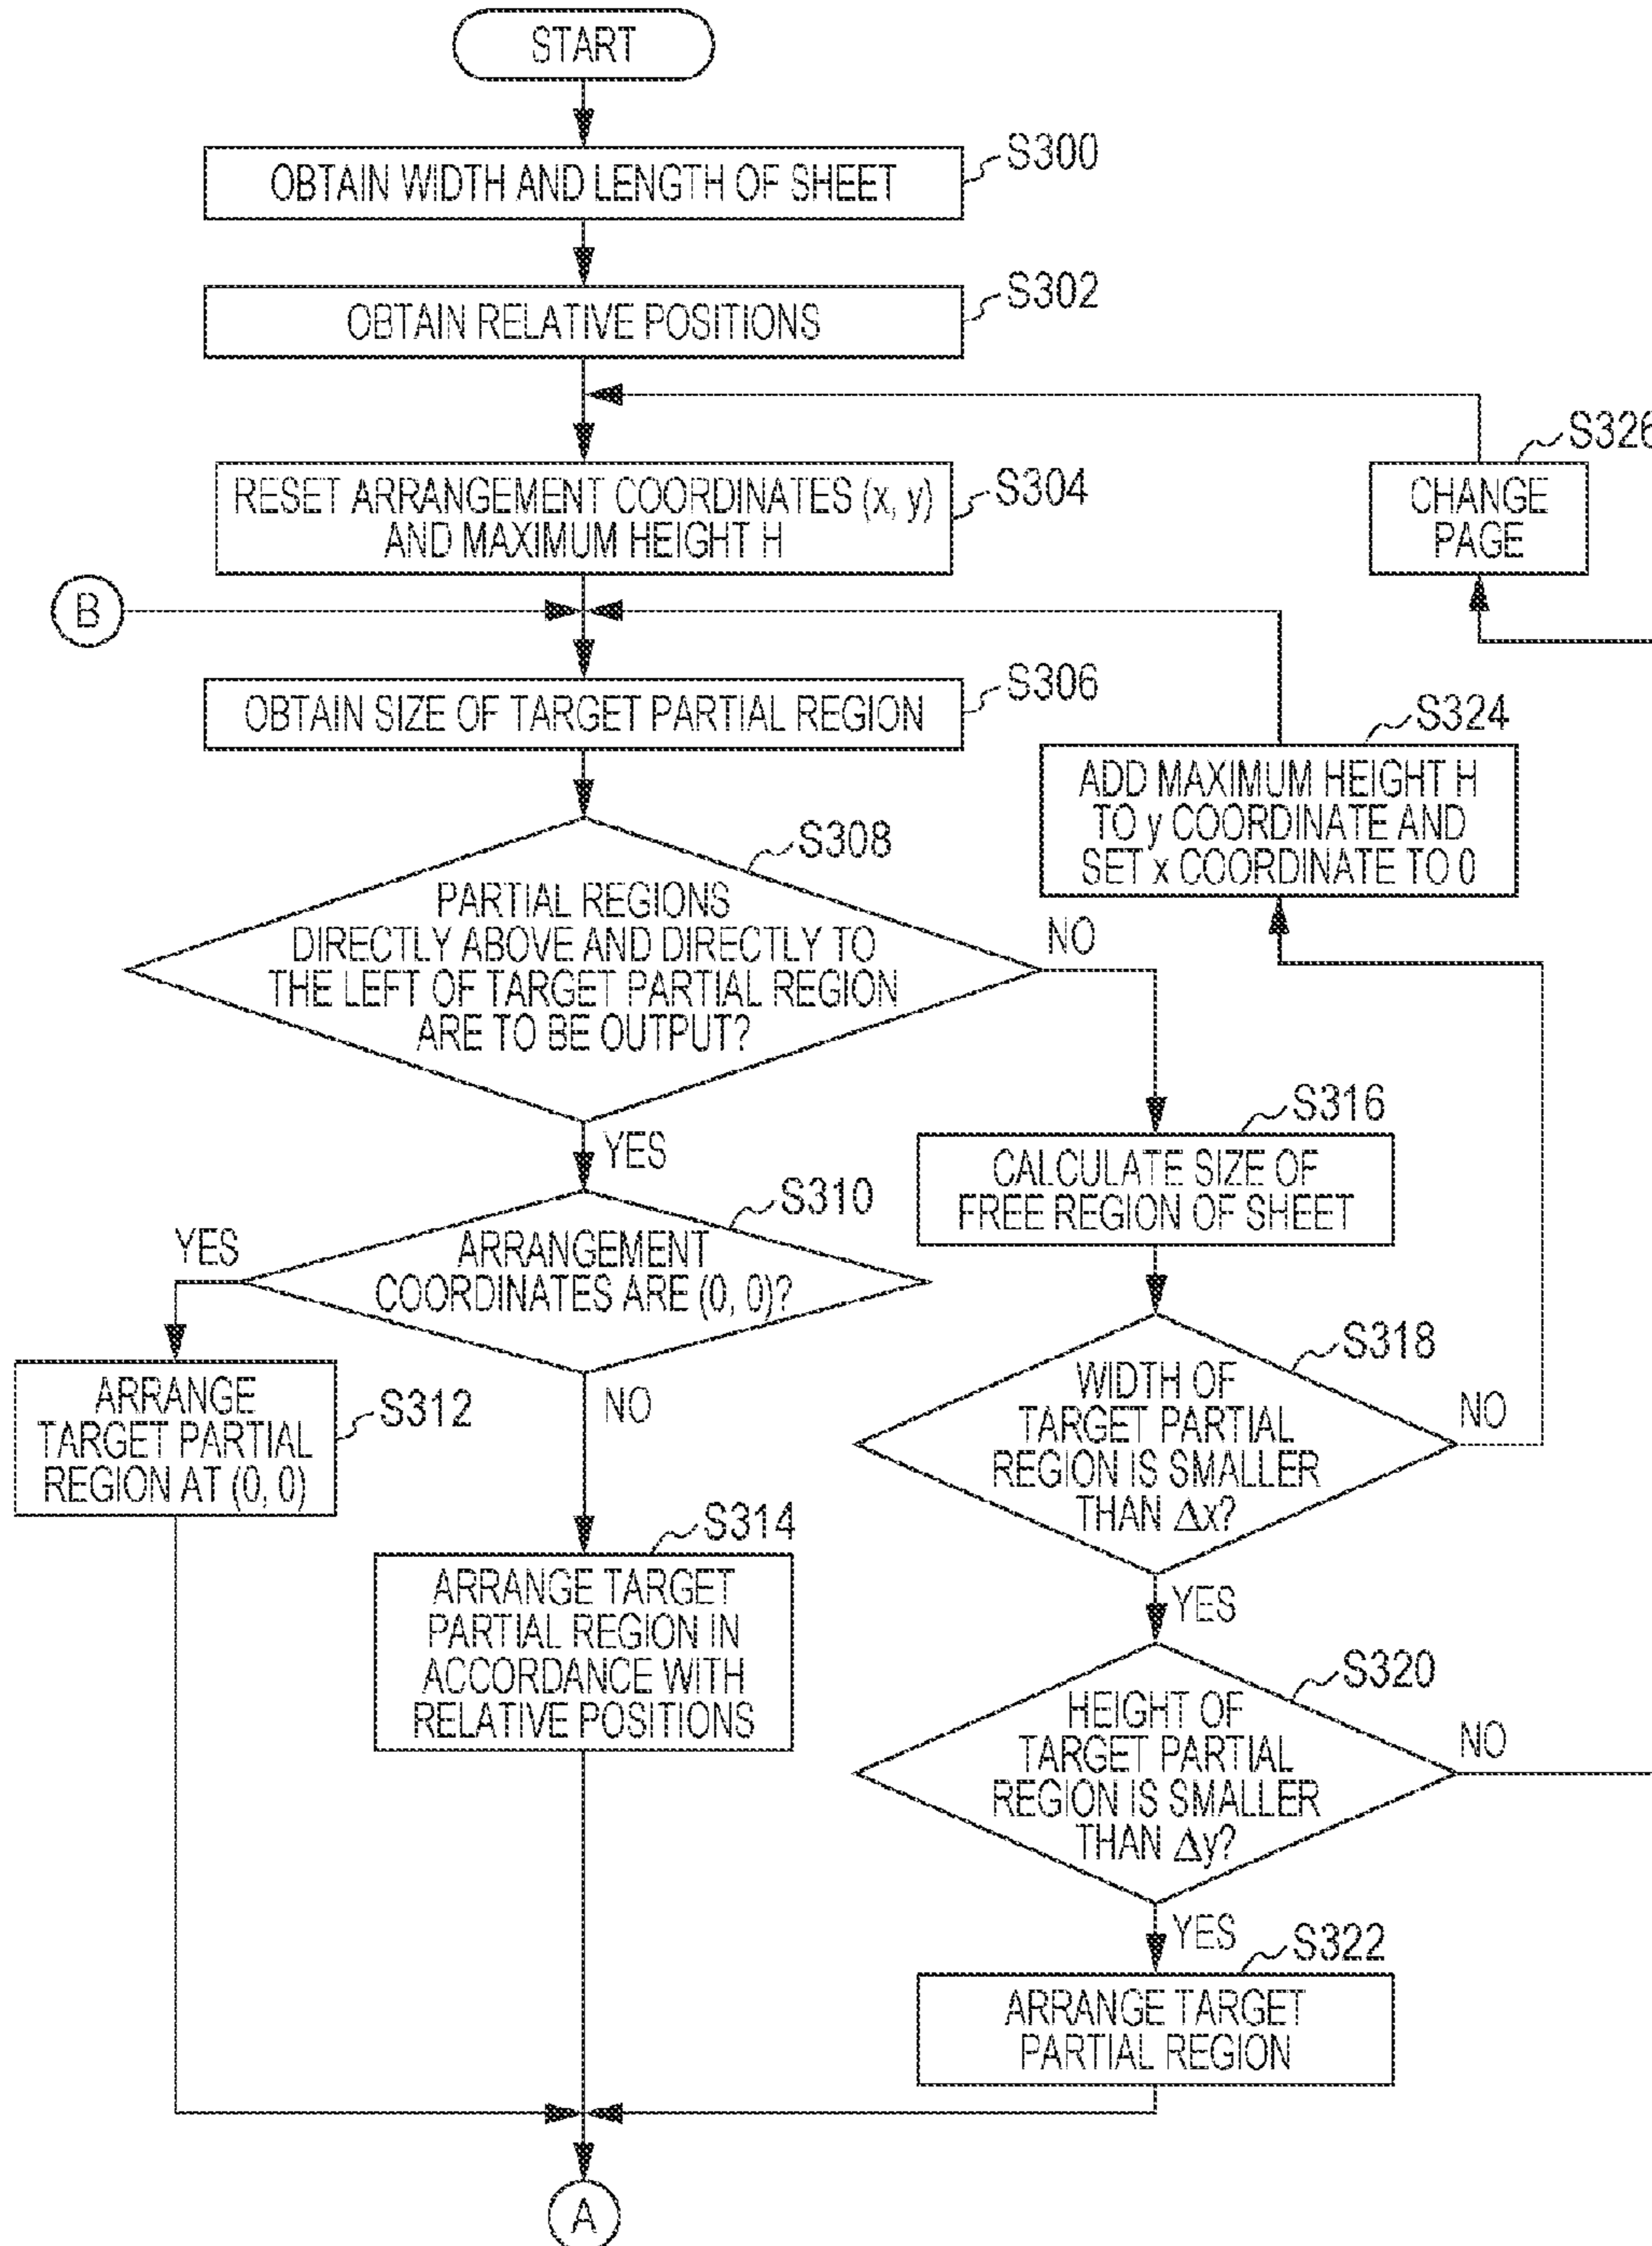 START
OBTAIN WIDTH AND LENGTH OF SHEET
S300
OBTAIN RELATIVE POSITIONS
S302
RESET ARRANGEMENT COORDINATES (x, y)
AND MAXIMUM HEIGHT H
S304
CHANGE
PAGE
S326
B
OBTAIN SIZE OF TARGET PARTIAL REGION
S306
ADD MAXIMUM HEIGHT H
TO y COORDINATE AND
SET x COORDINATE TO 0
S324
PARTIAL REGIONS
DIRECTLY ABOVE AND DIRECTLY TO
THE LEFT OF TARGET PARTIAL REGION
ARE TO BE OUTPUT?
S308
NO
YES
CALCULATE SIZE OF
FREE REGION OF SHEET
S316
ARRANGEMENT
COORDINATES ARE (0, 0)?
S310
YES
NO
ARRANGE
TARGET PARTIAL
REGION AT (0, 0)
S312
WIDTH OF
TARGET PARTIAL
REGION IS SMALLER
THAN Δx?
S318
NO
YES
ARRANGE TARGET
PARTIAL REGION IN
ACCORDANCE WITH
RELATIVE POSITIONS
S314
HEIGHT OF
TARGET PARTIAL
REGION IS SMALLER
THAN Δy?
S320
NO
YES
ARRANGE TARGET
PARTIAL REGION
S322
A